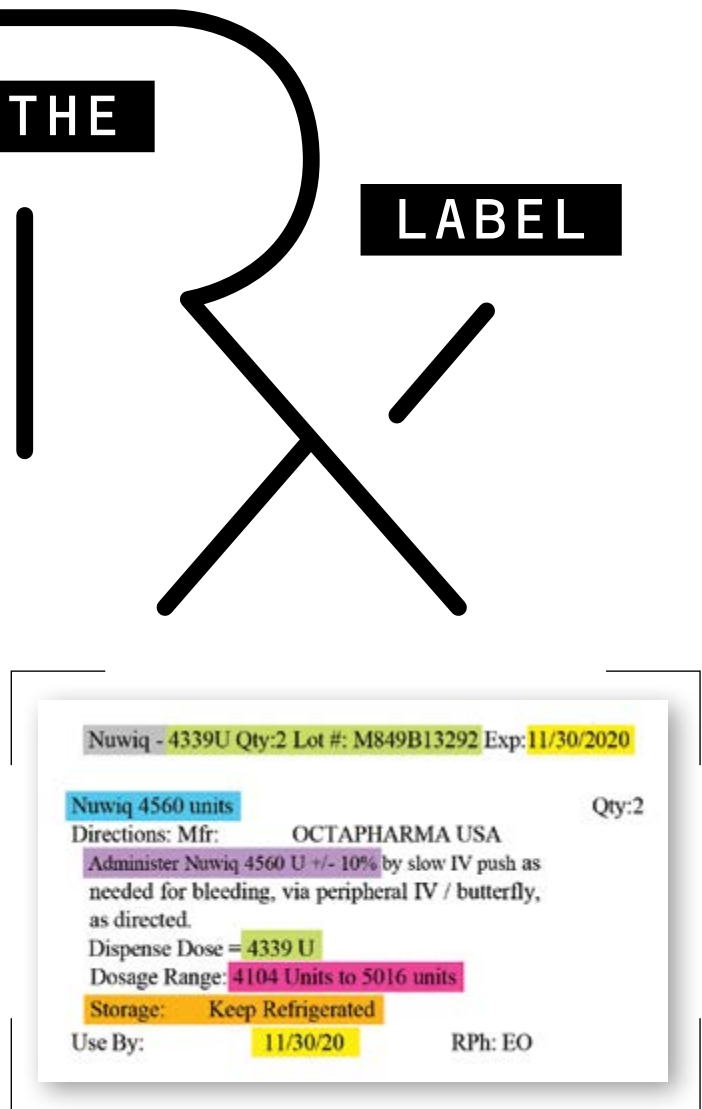 THE
LABEL
Nuwiq - 4339U Qty:2 Lot #: M849B13292 Exp:11/30/2020
Nuwiq 4560 units Qty:2
Directions: Mfr: OCTAPHARMA USA
Administer Nuwiq 4560 U +/- 10% by slow IV push as
needed for bleeding, via peripheral IV / butterfly,
as directed.
Dispense Dose = 4339 U
Dosage Range: 4104 Units to 5016 units
Storage: Keep Refrigerated
Use By: 11/30/20 RPh: EO